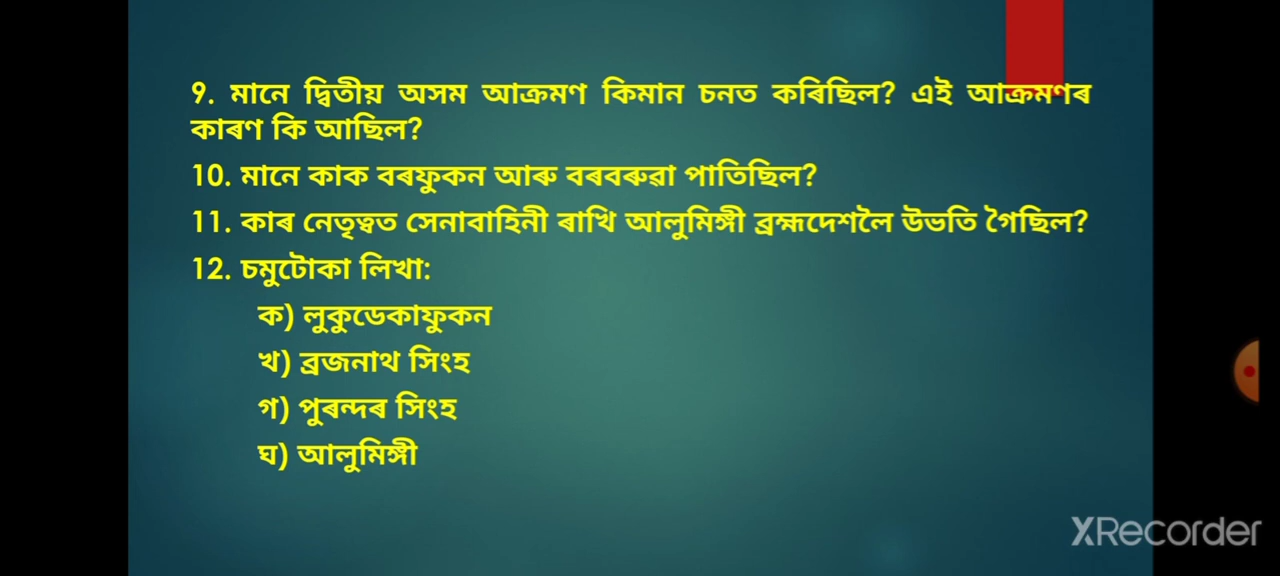 9. মানে দ্বিতীয় অসম আক্ৰমণ কিমান চনত কৰিছিল? এই আক্ৰমণৰ
কাৰণ কি আছিল?
10. মানে কাক বৰফুকন আৰু বৰবৰুৱা পাতিছিল?
11. কাৰ নেতৃত্বত সেনাবাহিনী ৰাখি আলুমিঙ্গী ব্ৰহ্মদেশলৈ উভতি গৈছিল?
12. চমুটোকা লিখা:
ক) লুকুডেকাফুকন
খ) ব্ৰজনাথ সিংহ
গ) পুৰন্দৰ সিংহ
ঘ) আলুমিঙ্গী
XRecorder